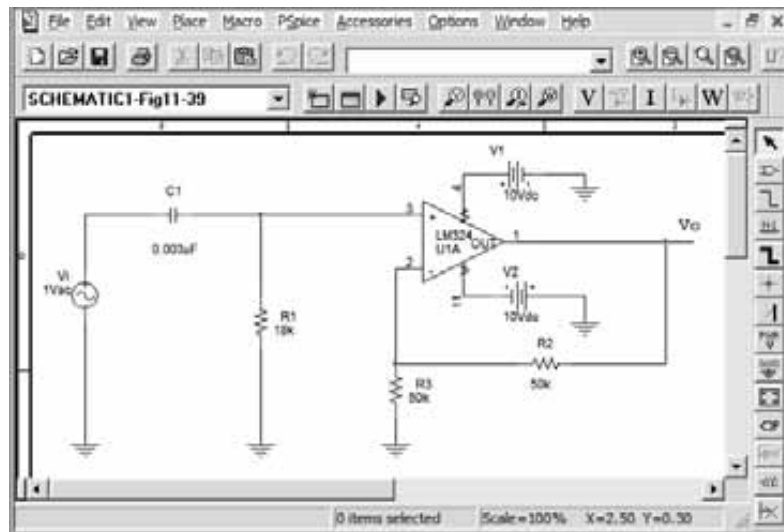 File Edit View Place Macro PSpice Accessories Options Window Help
SCHEMATIC1-Fig11-39
V I W
V1
4
10Vdc
C1
3
+
LM324
OUT
1
Vo
U1A
0.003uF
2
-
V2
11
10Vdc
Vi
1Vac
R1
18k
R2
50k
R3
50k
0 items selected Scale=100% X=2.50 Y=0.30